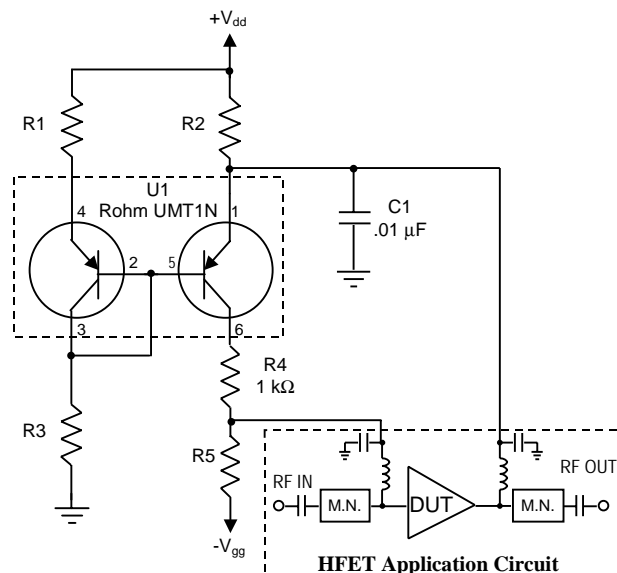 +Vdd
R1
R2
U1
Rohm UMT1N
C1
.01 μF
4
1
2
5
3
6
R4
1 kΩ
R3
R5
RF IN
RF OUT
M.N.
DUT
M.N.
-Vgg
HFET Application Circuit